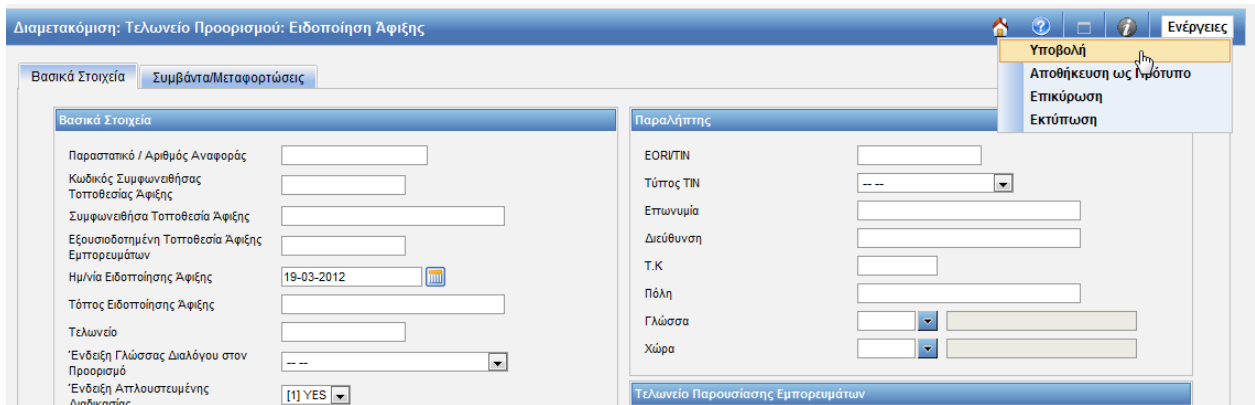 Διαμετακόμιση: Τελωνείο Προορισμού: Ειδοποίηση Άφιξης
Ενέργειες
Υποβολή
Αποθήκευση ως Πρότυπο
Επικύρωση
Εκτύπωση
Βασικά Στοιχεία
Συμβάντα/Μεταφορτώσεις
Βασικά Στοιχεία
Παραστατικό / Αριθμός Αναφοράς
Κωδικός Συμφωνειθήσας
Τοποθεσίας Άφιξης
Συμφωνειθήσα Τοποθεσία Άφιξης
Εξουσιοδοτημένη Τοποθεσία Άφιξης
Εμπορευμάτων
Ημ/νία Ειδοποίησης Άφιξης 19-03-2012
Τόπος Ειδοποίησης Άφιξης
Τελωνείο
Ένδειξη Γλώσσας Διαλόγου στον
Προορισμό -- --
Ένδειξη Απλουστευμένης
Διαδικασίας [1] YES
Παραλήπτης
EORI/TIN
Τύπος TIN -- --
Επωνυμία
Διεύθυνση
Τ.Κ
Πόλη
Γλώσσα
Χώρα
Τελωνείο Παρουσίασης Εμπορευμάτων